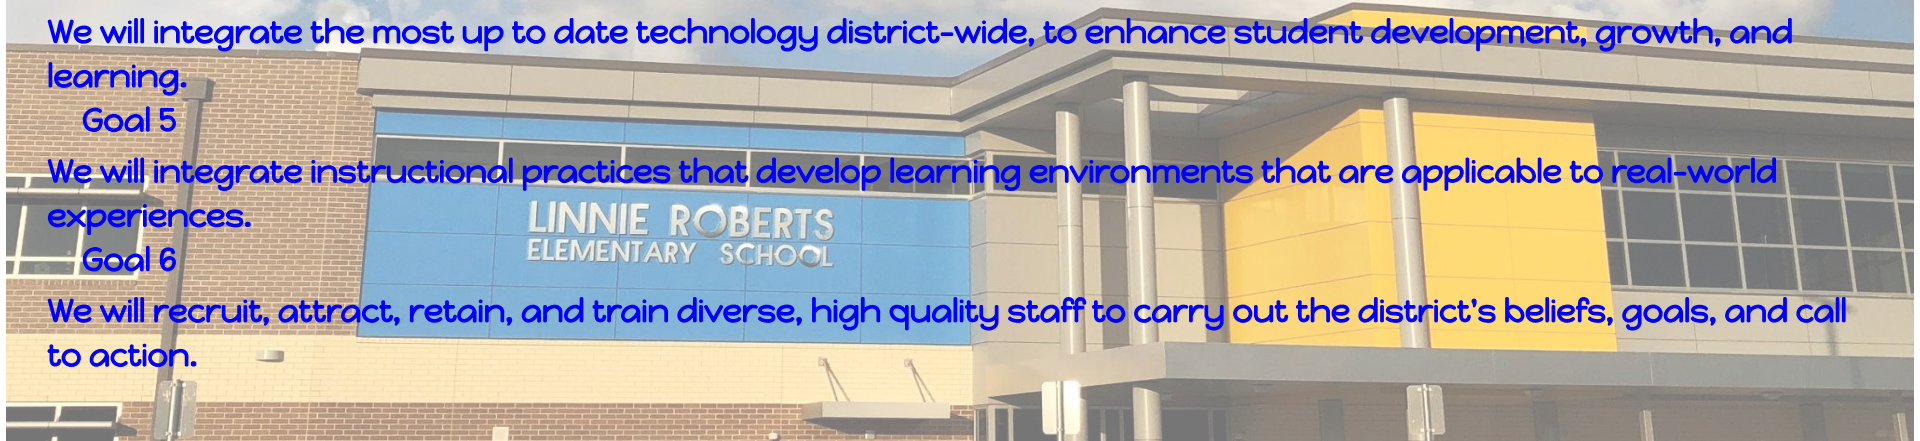 We will integrate the most up to date technology district-wide, to enhance student development, growth, and
learning.
Goal 5
We will integrate instructional practices that develop learning environments that are applicable to real-world
experiences.
LINNIE ROBERTS
ELEMENTARY SCHOOL
Goal 6
We will recruit, attract, retain, and train diverse, high quality staff to carry out the district's beliefs, goals, and call
to action.